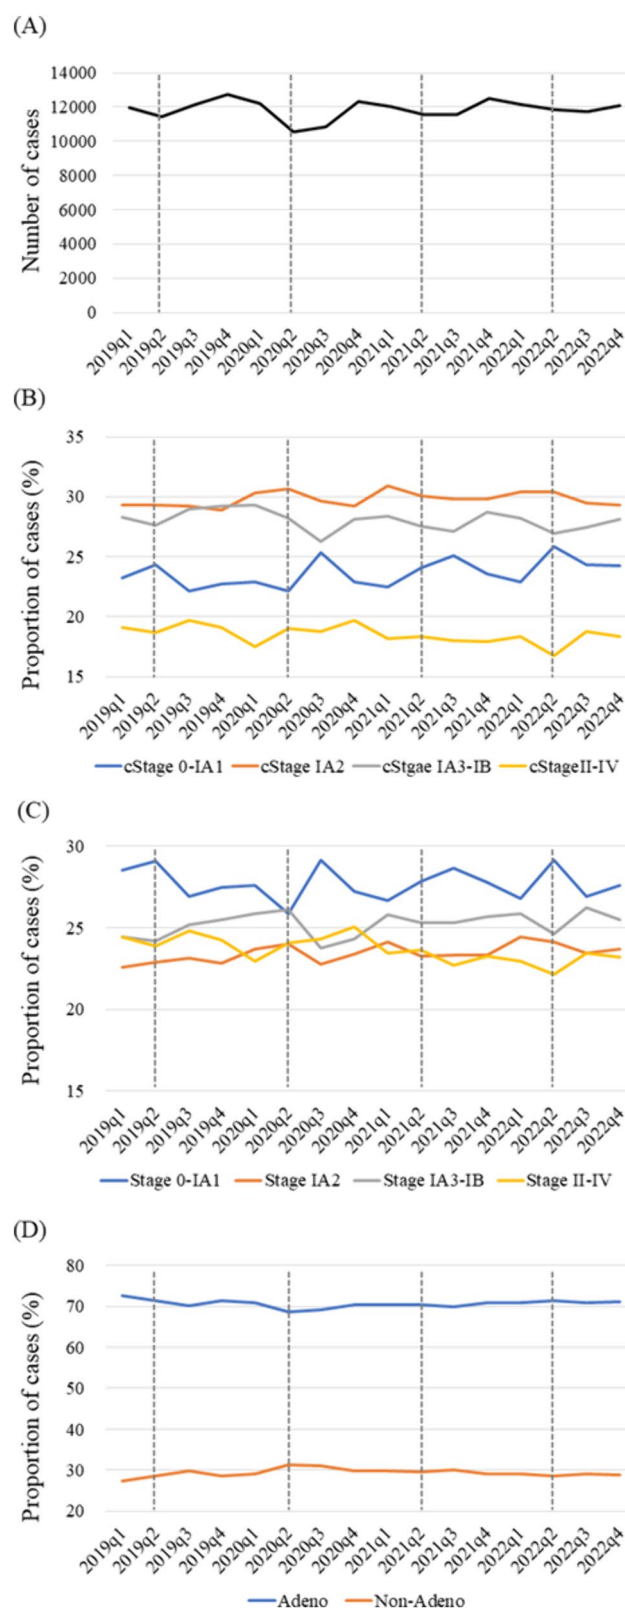 (A)
Number of cases
14000
12000
10000
8000
6000
4000
2000
0
2019q1 2019q2 2019q3 2019q4 2020q1 2020q2 2020q3 2020q4 2021q1 2021q2 2021q3 2021q4 2022q1 2022q2 2022q3 2022q4
(B)
Proportion of cases (%)
35
30
25
20
15
2019q1 2019q2 2019q3 2019q4 2020q1 2020q2 2020q3 2020q4 2021q1 2021q2 2021q3 2021q4 2022q1 2022q2 2022q3 2022q4
cStage 0-IA1 cStage IA2 cStgae IA3-IB cStageII-IV
(C)
Proportion of cases (%)
30
25
20
15
2019q1 2019q2 2019q3 2019q4 2020q1 2020q2 2020q3 2020q4 2021q1 2021q2 2021q3 2021q4 2022q1 2022q2 2022q3 2022q4
Stage 0-IA1 Stage IA2 Stage IA3-IB Stage II-IV
(D)
Proportion of cases (%)
80
70
60
50
40
30
20
2019q1 2019q2 2019q3 2019q4 2020q1 2020q2 2020q3 2020q4 2021q1 2021q2 2021q3 2021q4 2022q1 2022q2 2022q3 2022q4
Adeno Non-Adeno